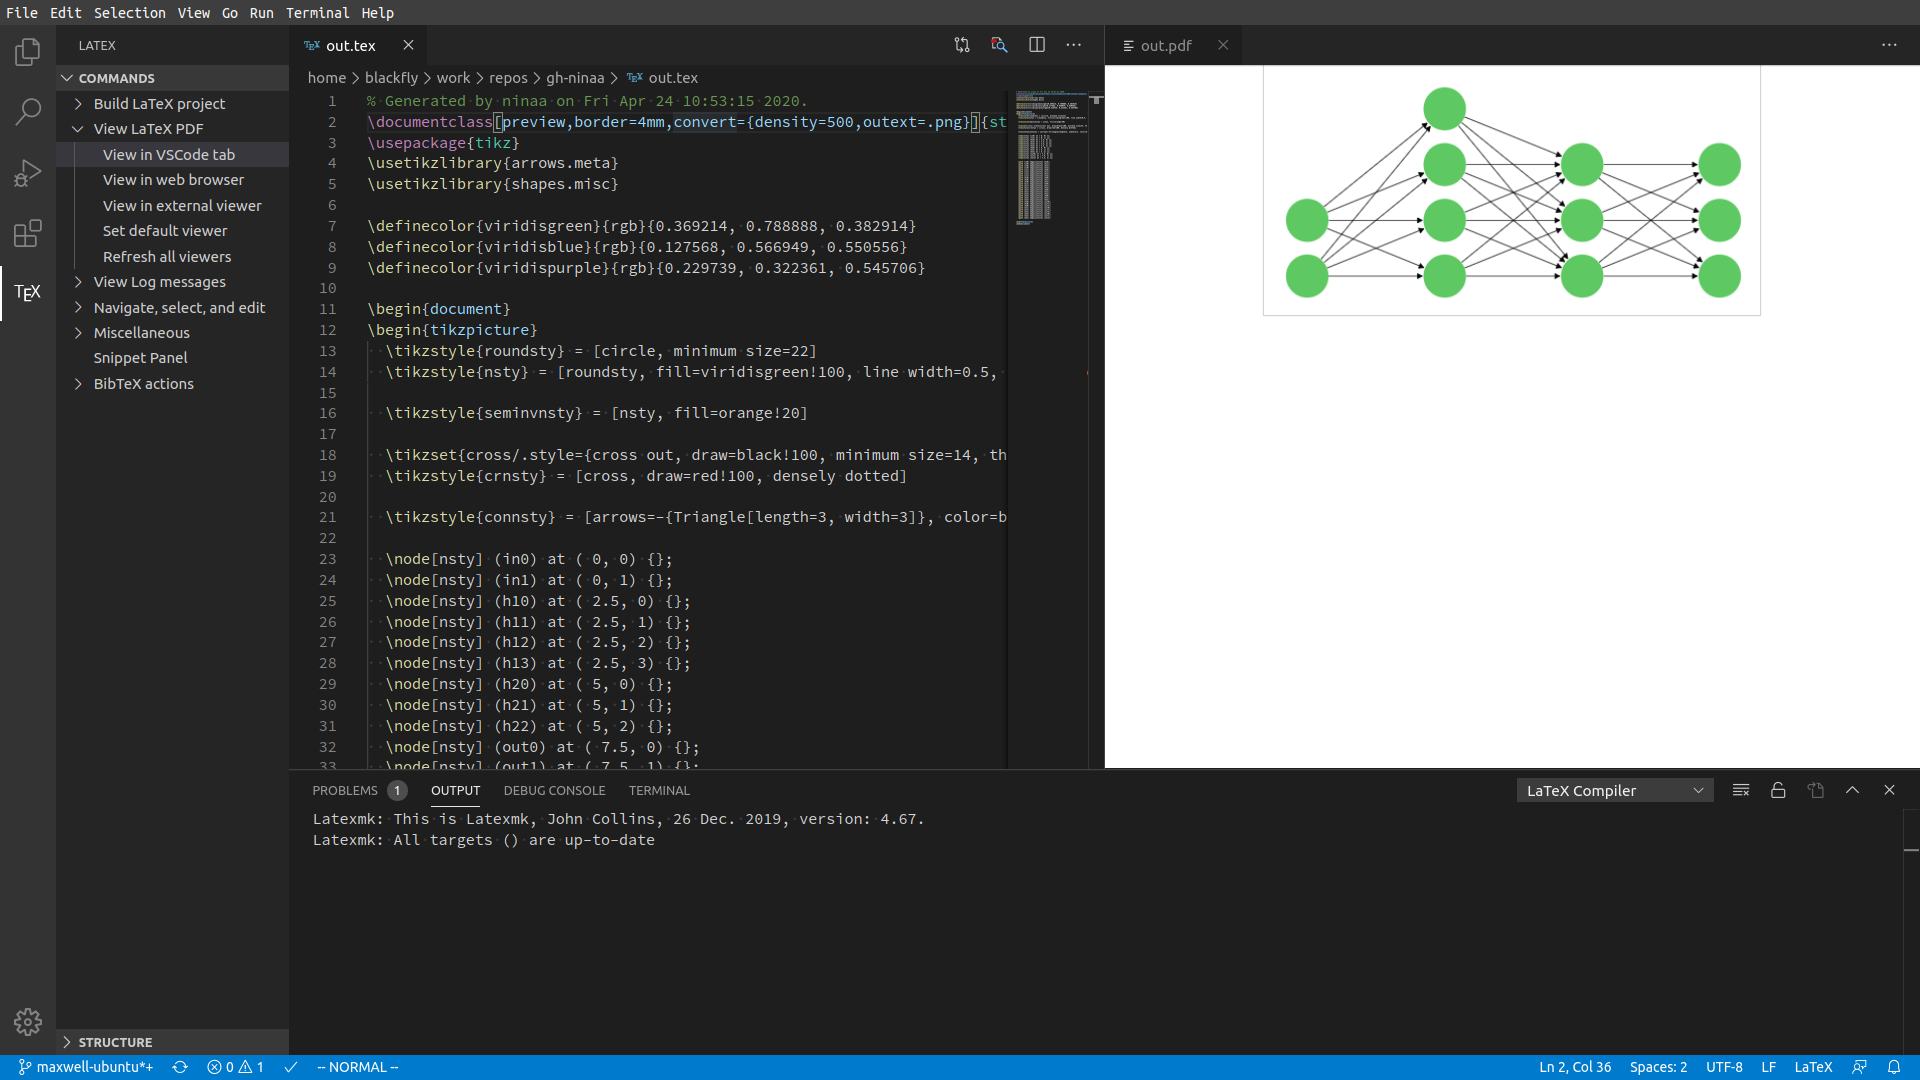 File Edit Selection View Go Run Terminal Help
LATEX
COMMANDS
Build LaTeX project
View LaTeX PDF
View in VSCode tab
View in web browser
View in external viewer
Set default viewer
Refresh all viewers
View Log messages
Navigate, select, and edit
Miscellaneous
Snippet Panel
BibTeX actions
STRUCTURE
TEX
TEX out.tex
home > blackfly > work > repos > gh-ninaa > TEX out.tex
1 % Generated by ninaa on Fri Apr 24 10:53:15 2020.
2 \documentclass[preview,border=4mm,convert={density=500,outext=.png}]{st
3 \usepackage{tikz}
4 \usetikzlibrary{arrows.meta}
5 \usetikzlibrary{shapes.misc}
6
7 \definecolor{viridisgreen}{rgb}{0.369214, 0.788888, 0.382914}
8 \definecolor{viridisblue}{rgb}{0.127568, 0.566949, 0.550556}
9 \definecolor{viridispurple}{rgb}{0.229739, 0.322361, 0.545706}
10
11 \begin{document}
12 \begin{tikzpicture}
13 \tikzstyle{roundsty} = [circle, minimum size=22]
14 \tikzstyle{nsty} = [roundsty, fill=viridisgreen!100, line width=0.5,
15
16 \tikzstyle{seminvnsty} = [nsty, fill=orange!20]
17
18 \tikzset{cross/.style={cross out, draw=black!100, minimum size=14, th
19 \tikzstyle{crnsty} = [cross, draw=red!100, densely dotted]
20
21 \tikzstyle{connsty} = [arrows=-{Triangle[length=3, width=3]}, color=b
22
23 \node[nsty] (in0) at ( 0, 0) {};
24 \node[nsty] (in1) at ( 0, 1) {};
25 \node[nsty] (h10) at ( 2.5, 0) {};
26 \node[nsty] (h11) at ( 2.5, 1) {};
27 \node[nsty] (h12) at ( 2.5, 2) {};
28 \node[nsty] (h13) at ( 2.5, 3) {};
29 \node[nsty] (h20) at ( 5, 0) {};
30 \node[nsty] (h21) at ( 5, 1) {};
31 \node[nsty] (h22) at ( 5, 2) {};
32 \node[nsty] (out0) at ( 7.5, 0) {};
33 \node[nsty] (out1) at ( 7.5, 1) {};
out.pdf
PROBLEMS 1 OUTPUT DEBUG CONSOLE TERMINAL
LaTeX Compiler
Latexmk: This is Latexmk, John Collins, 26 Dec. 2019, version: 4.67.
Latexmk: All targets () are up-to-date
maxwell-ubuntu*+ 0 1 -- NORMAL -- Ln 2, Col 36 Spaces: 2 UTF-8 LF LaTeX